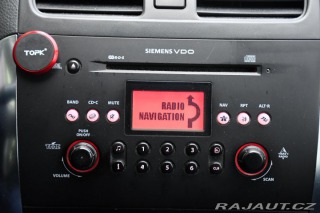 TOPK
SIEMENS VDO
BAND CD-C MUTE
RADIO
NAVIGATION
NAV RPT ALT-R
PUSH
ON/OFF
VOLUME
1 2 3
4 5 6
SCAN
RAJAUT.CZ